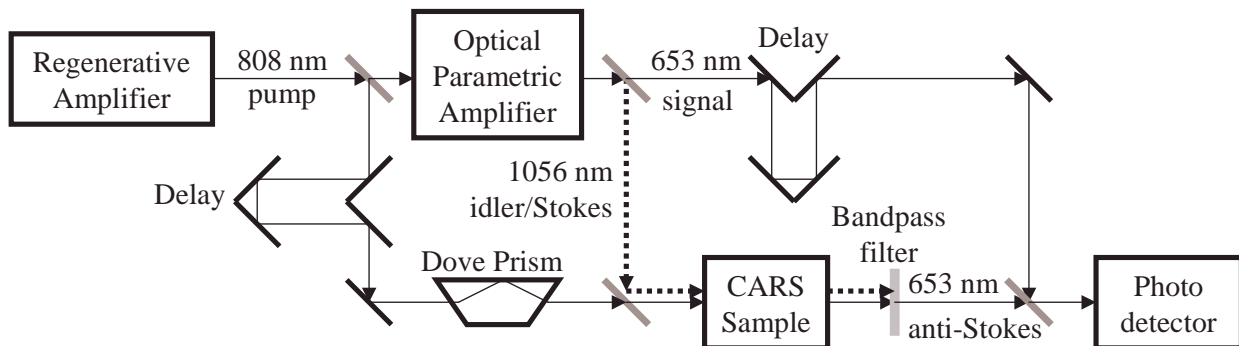 Regenerative
Amplifier
808 nm
pump
Optical
Parametric
Amplifier
653 nm
signal
Delay
Delay
1056 nm
idler/Stokes
Dove Prism
CARS
Sample
Bandpass
filter
653 nm
anti-Stokes
Photo
detector